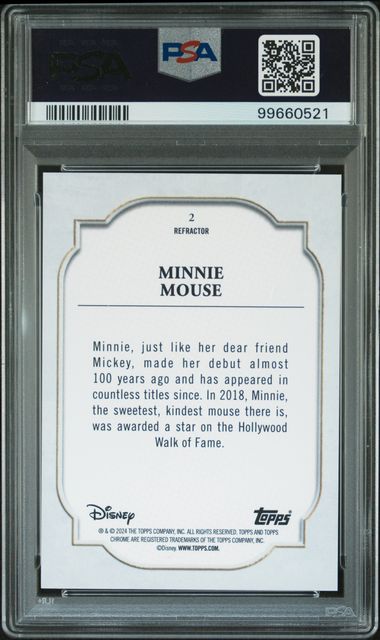 PSA
PSA
99660521
2
REFRACTOR
MINNIE
MOUSE
Minnie, just like her dear friend
Mickey, made her debut almost
100 years ago and has appeared in
countless titles since. In 2018, Minnie,
the sweetest, kindest mouse there is,
was awarded a star on the Hollywood
Walk of Fame.
Disney
topps
® & © 2024 THE TOPPS COMPANY, INC. ALL RIGHTS RESERVED. TOPPS AND TOPPS
CHROME ARE REGISTERED TRADEMARKS OF THE TOPPS COMPANY, INC.
©Disney. WWW.TOPPS.COM.